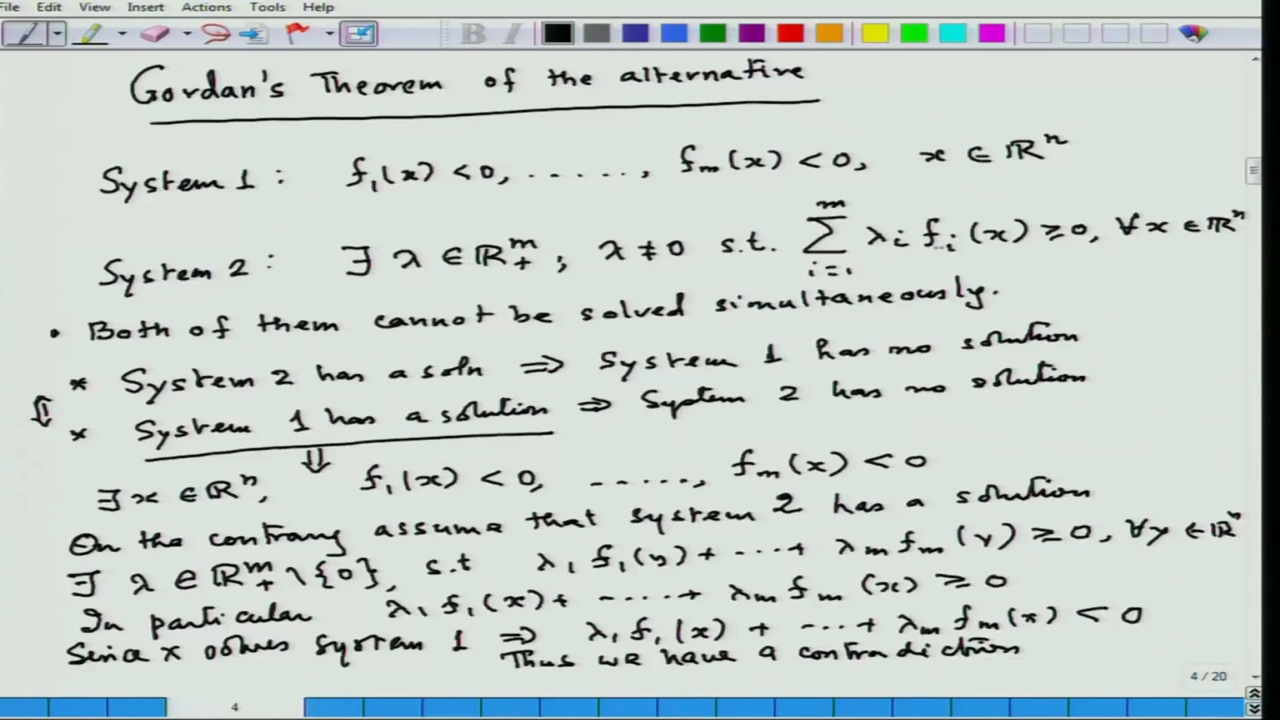 File Edit View Insert Actions Tools Help
Gordan's Theorem of the alternative
System 1 : f₁(x) < 0, ......, fₘ(x) < 0, x ∈ ℝⁿ
System 2 : ∃ λ ∈ ℝ₊ᵐ, λ ≠ 0 s.t. ∑ᵢ₌₁ᵐ λᵢ fᵢ(x) ≥ 0, ∀x ∈ ℝⁿ
• Both of them cannot be solved simultaneously.
* System 2 has a soln ⇒ System 1 has no solution
⇕
* System 1 has a solution ⇒ System 2 has no solution
⇓
∃ x ∈ ℝⁿ, f₁(x) < 0, ......, fₘ(x) < 0
On the contrary assume that system 2 has a solution
∃ λ ∈ ℝ₊ᵐ \ {0}, s.t λ₁ f₁(y) + ...+ λₘ fₘ(y) ≥ 0, ∀y ∈ ℝⁿ
In particular λ₁ f₁(x) + .....+ λₘ fₘ(x) ≥ 0
Since x solves system 1 ⇒ λ₁ f₁(x) + ...+ λₘ fₘ(x) < 0
Thus we have a contradiction
4 / 20
4